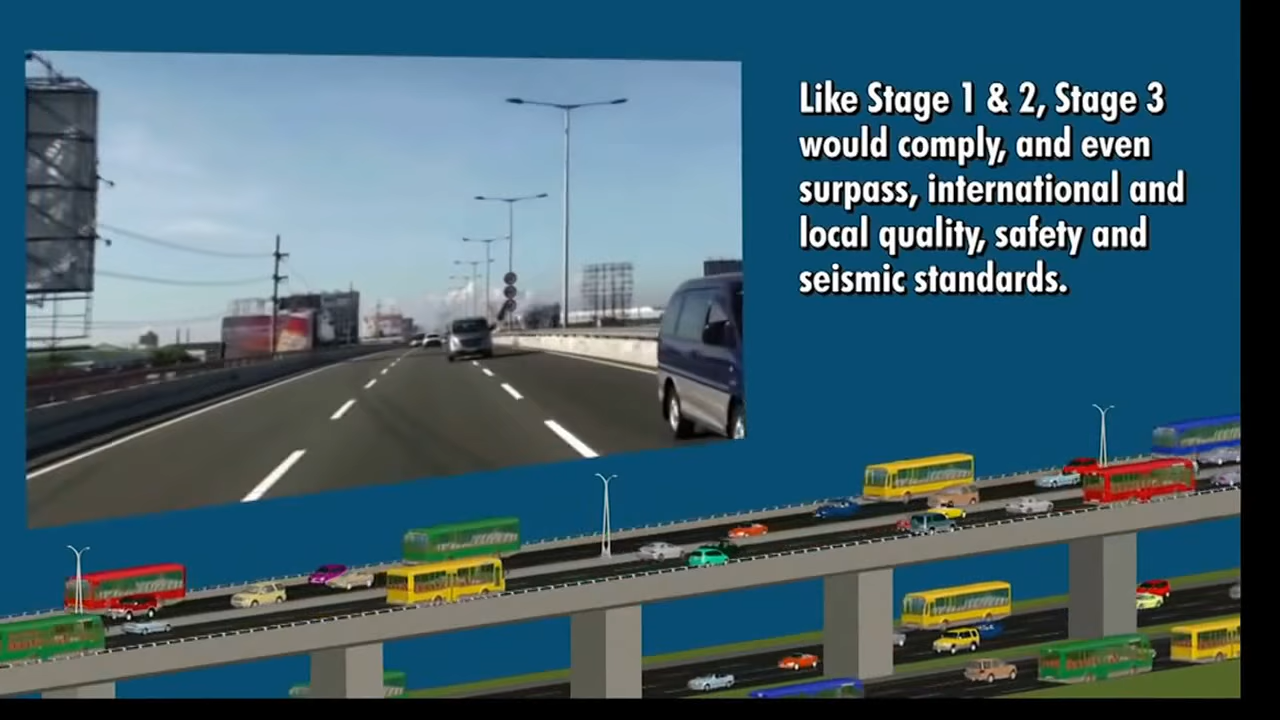 Like Stage 1 & 2, Stage 3
would comply, and even
surpass, international and
local quality, safety and
seismic standards.